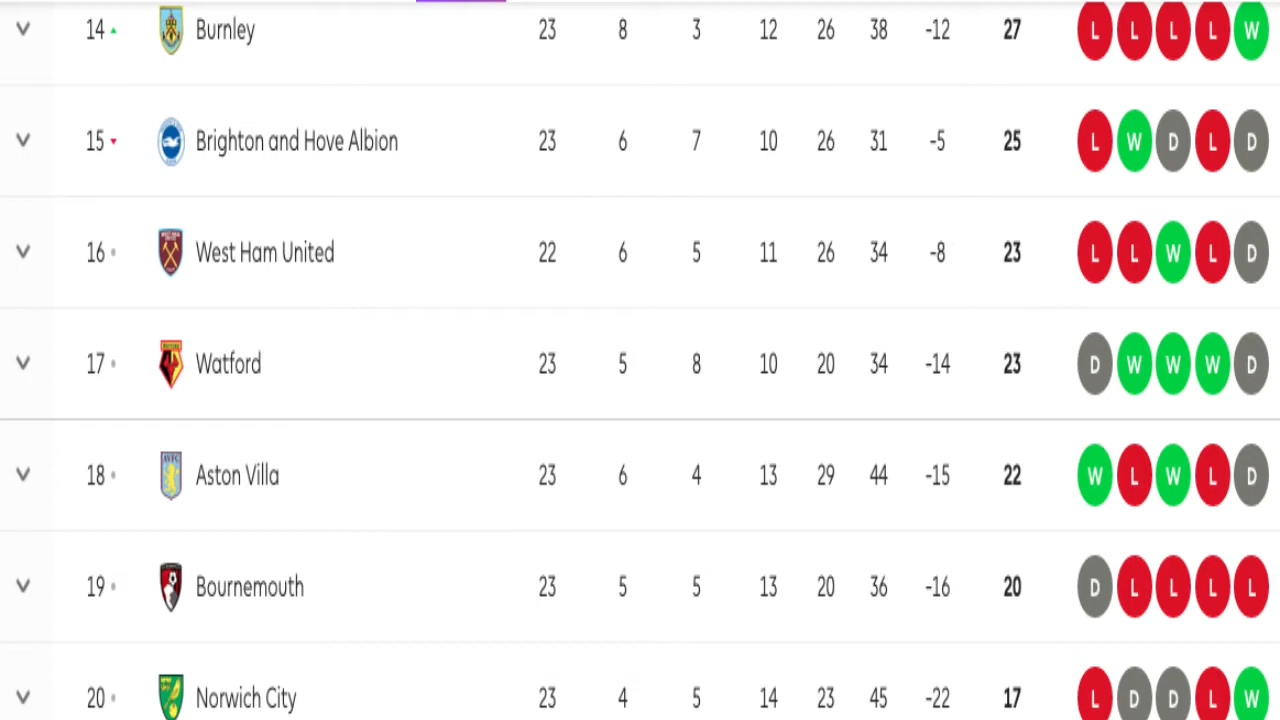 14 Burnley 23 8 3 12 26 38 -12 27 L L L L W
15 Brighton and Hove Albion 23 6 7 10 26 31 -5 25 L W D L D
16 West Ham United 22 6 5 11 26 34 -8 23 L L W L D
17 Watford 23 5 8 10 20 34 -14 23 D W W W D
18 Aston Villa 23 6 4 13 29 44 -15 22 W L W L D
19 Bournemouth 23 5 5 13 20 36 -16 20 D L L L L
20 Norwich City 23 4 5 14 23 45 -22 17 L D D L W